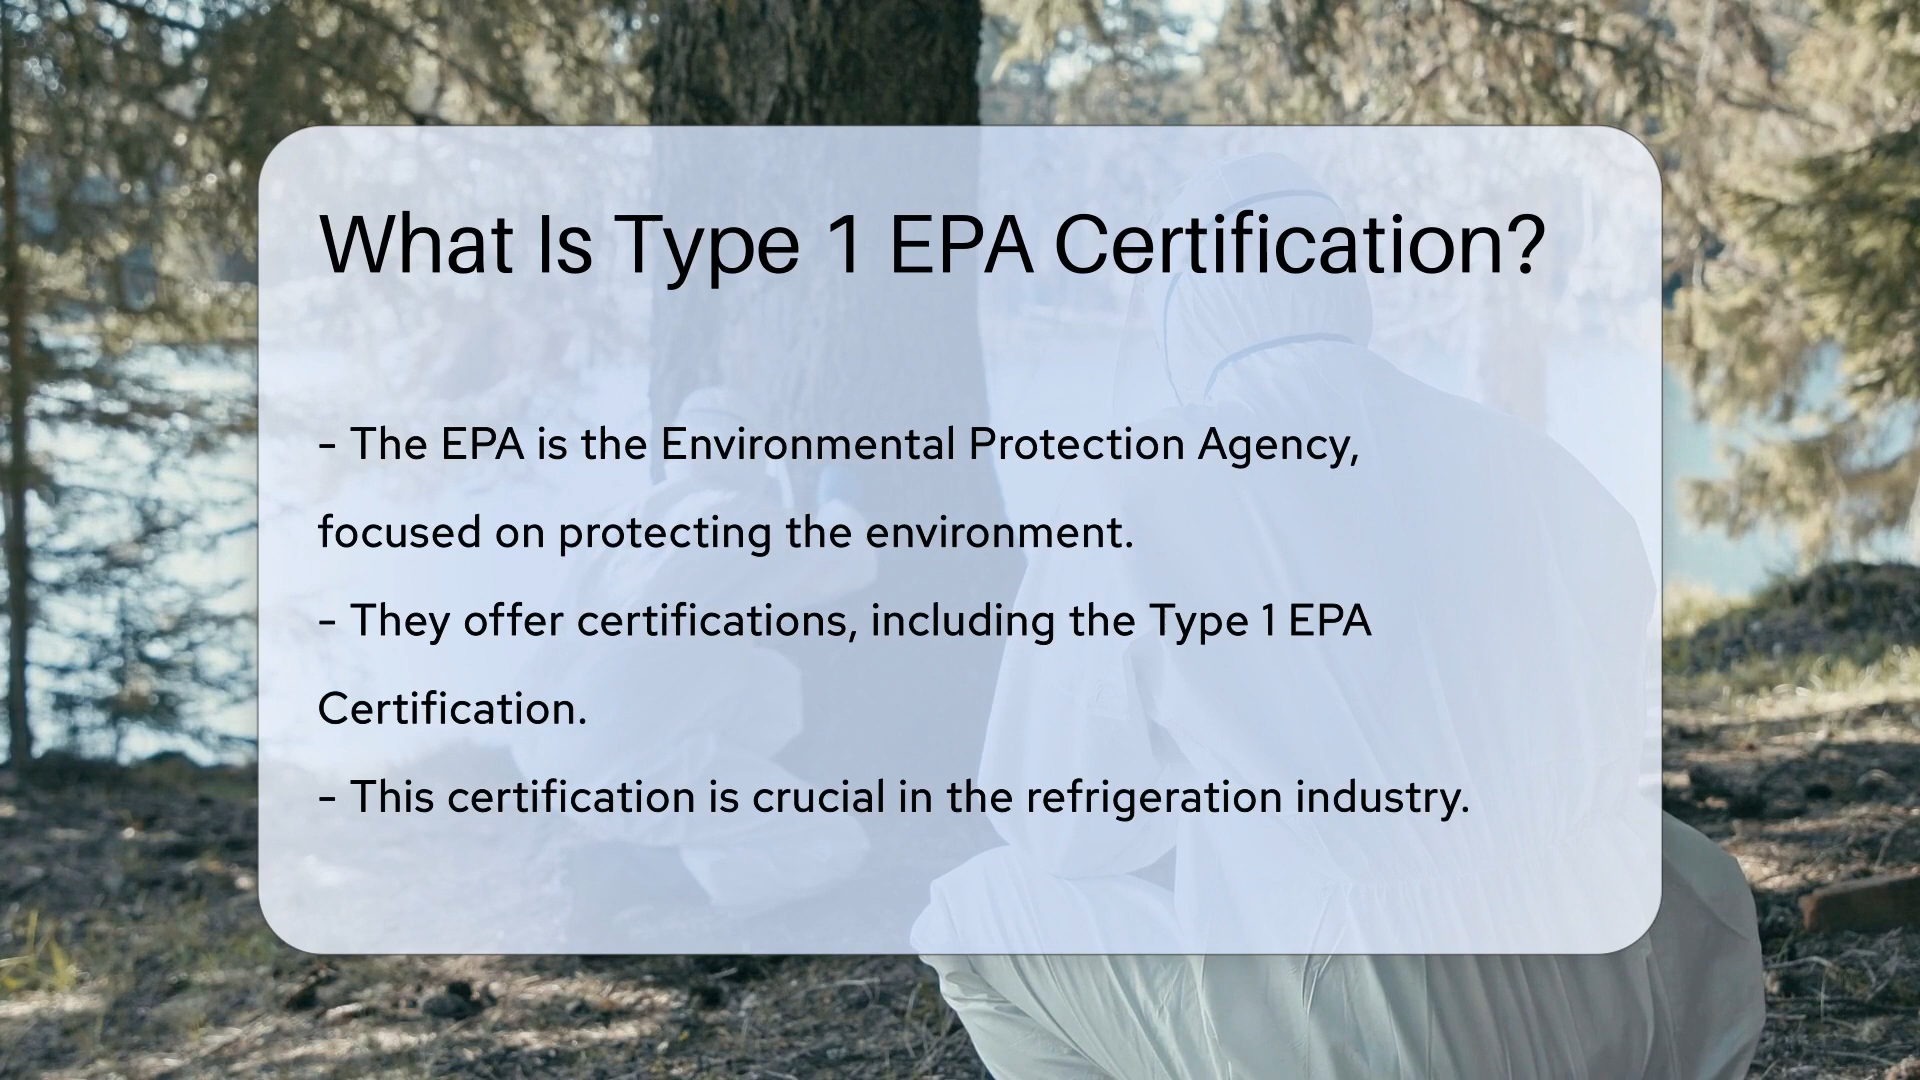 What Is Type 1 EPA Certification?
- The EPA is the Environmental Protection Agency,
focused on protecting the environment.
- They offer certifications, including the Type 1 EPA
Certification.
- This certification is crucial in the refrigeration industry.